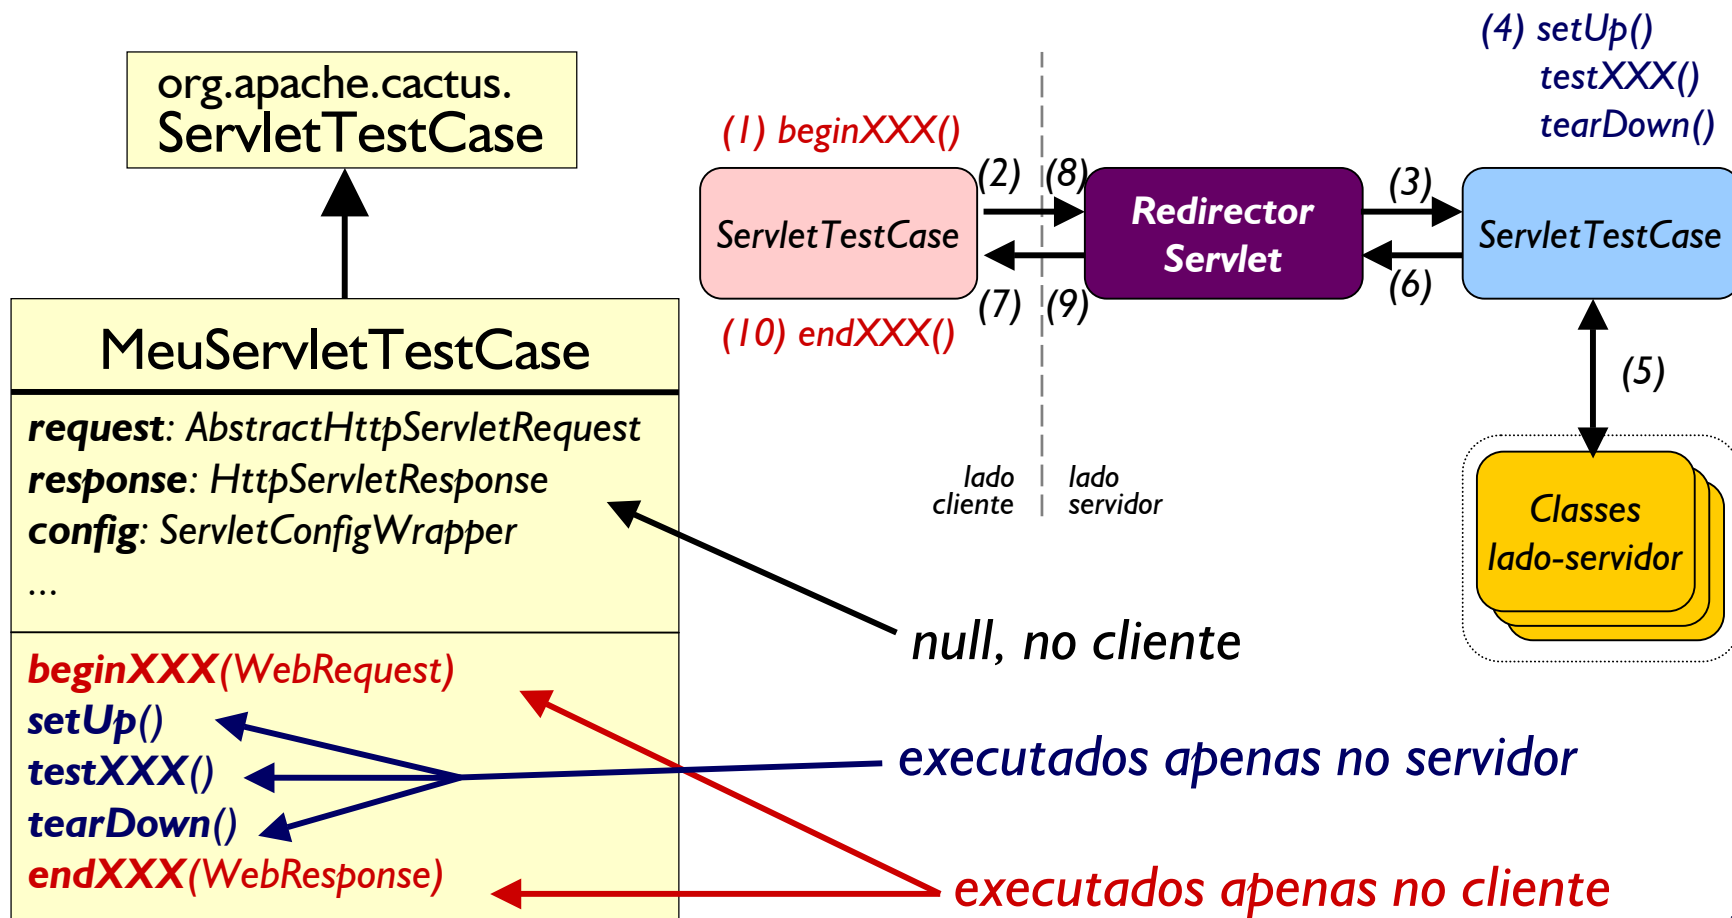 org.apache.cactus.
ServletTestCase
MeuServletTestCase
request: AbstractHttpServletRequest
response: HttpServletResponse
config: ServletConfigWrapper
...
beginXXX(WebRequest)
setUp()
testXXX()
tearDown()
endXXX(WebResponse)
(1) beginXXX()
ServletTestCase
(10) endXXX()
(2)
(8)
(7)
(9)
Redirector
Servlet
(3)
(6)
(4) setUp()
testXXX()
tearDown()
ServletTestCase
(5)
lado
cliente
lado
servidor
Classes
lado-servidor
null, no cliente
executados apenas no servidor
executados apenas no cliente